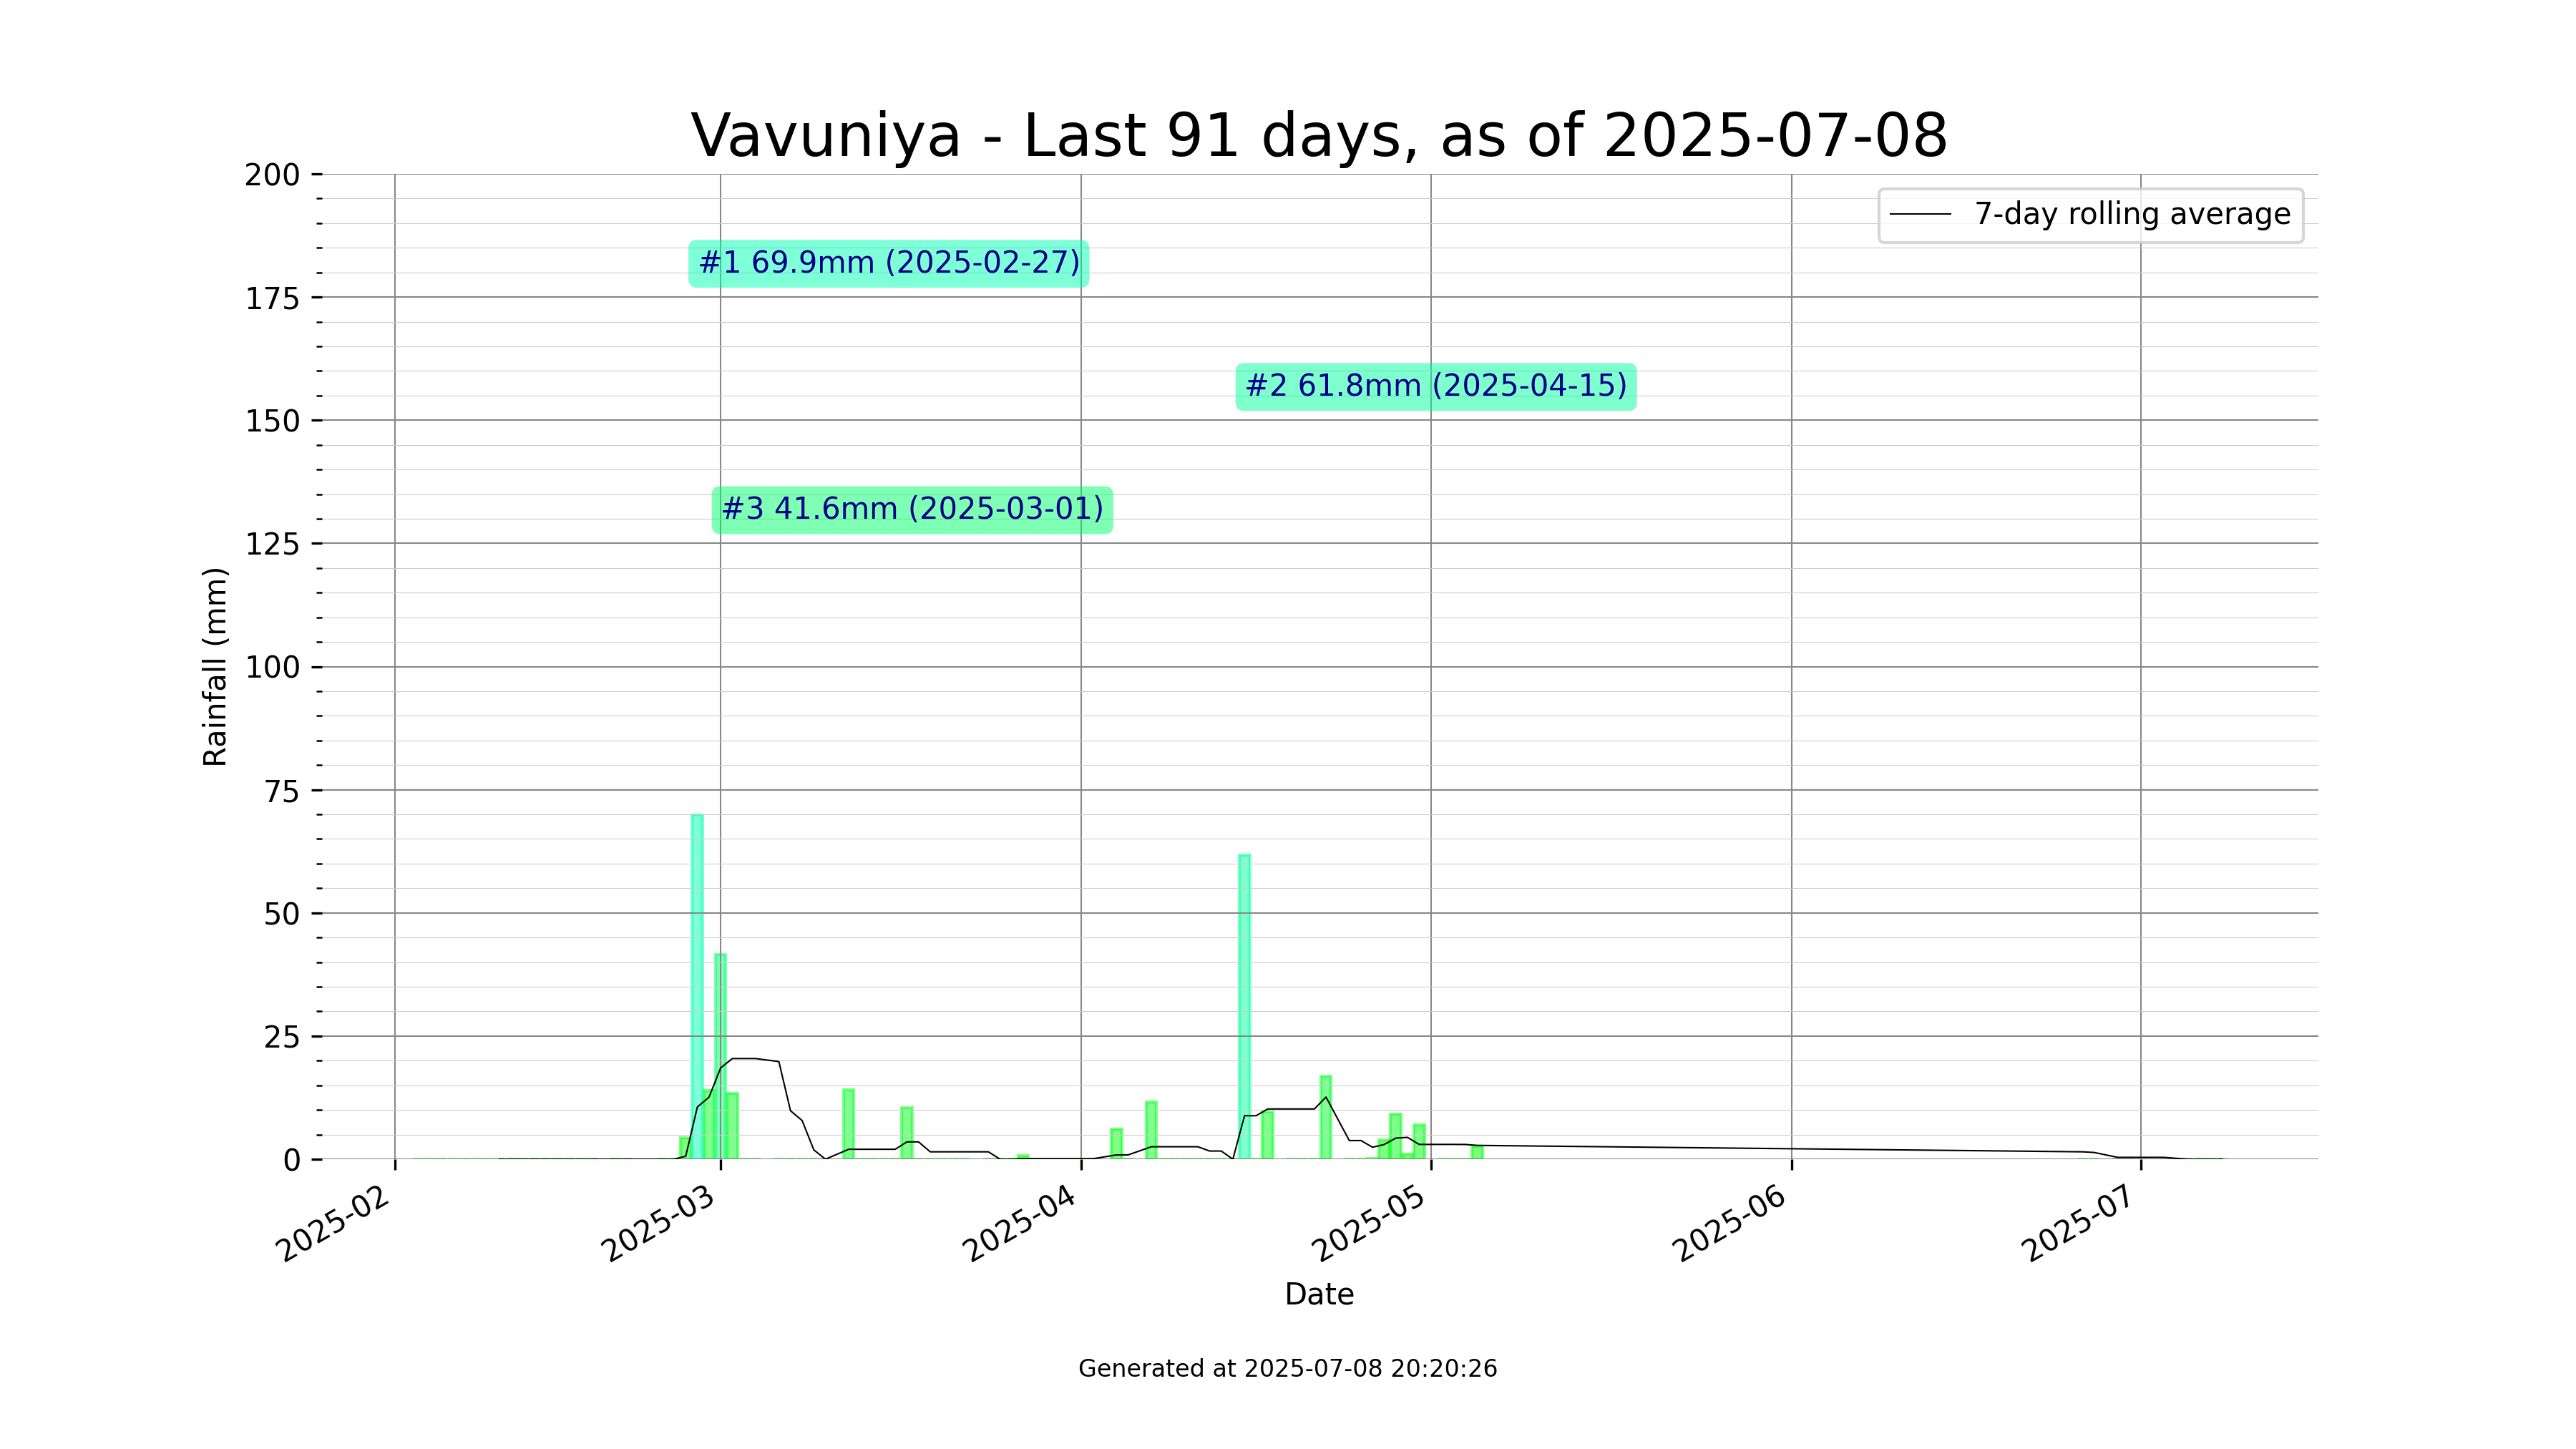 Vavuniya - Last 91 days, as of 2025-07-08
200
175
150
125
100
75
50
25
0
Rainfall (mm)
7-day rolling average
#1 69.9mm (2025-02-27)
#2 61.8mm (2025-04-15)
#3 41.6mm (2025-03-01)
2025-02
2025-03
2025-04
2025-05
2025-06
2025-07
Date
Generated at 2025-07-08 20:20:26